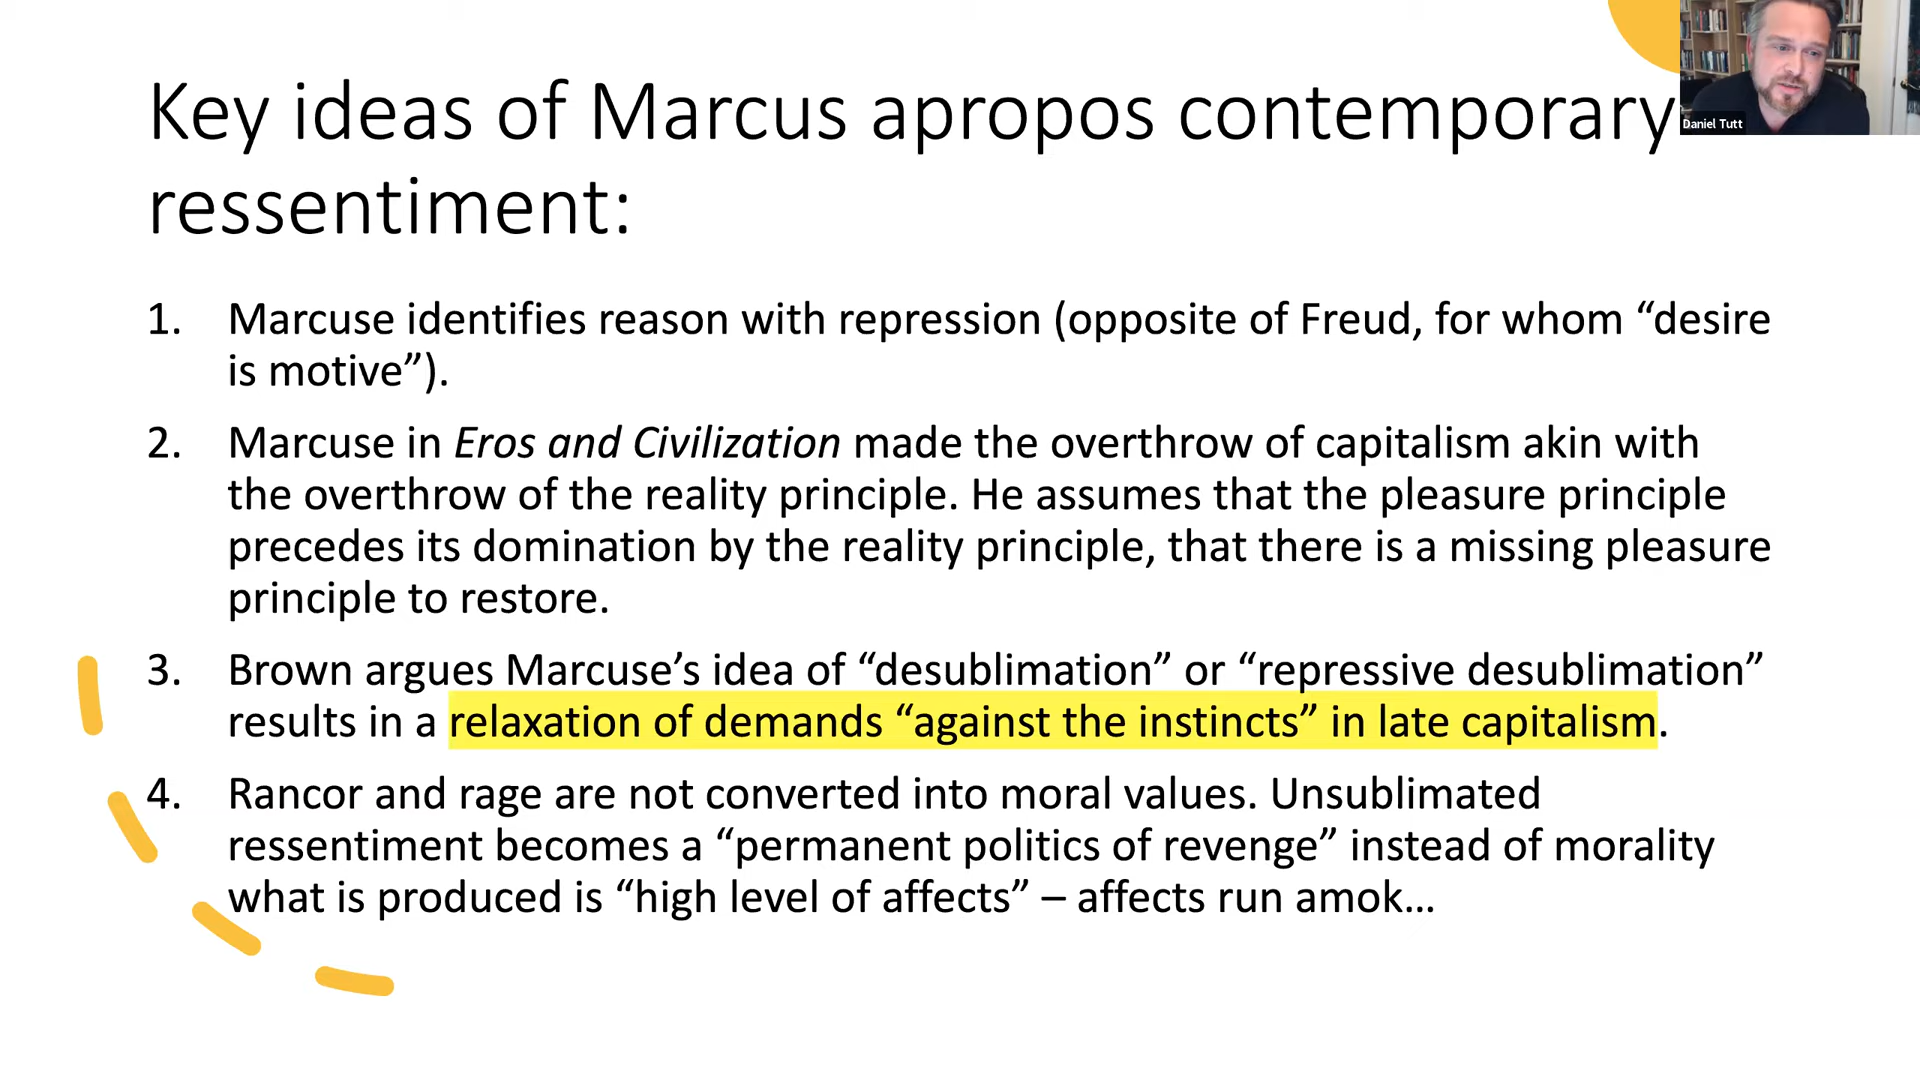 Key ideas of Marcus apropos contemporary
ressentiment:
Daniel Tutt
1. Marcuse identifies reason with repression (opposite of Freud, for whom “desire
is motive”).
2. Marcuse in Eros and Civilization made the overthrow of capitalism akin with
the overthrow of the reality principle. He assumes that the pleasure principle
precedes its domination by the reality principle, that there is a missing pleasure
principle to restore.
3. Brown argues Marcuse’s idea of “desublimation” or “repressive desublimation”
results in a relaxation of demands “against the instincts” in late capitalism.
4. Rancor and rage are not converted into moral values. Unsublimated
ressentiment becomes a “permanent politics of revenge” instead of morality
what is produced is “high level of affects” – affects run amok…